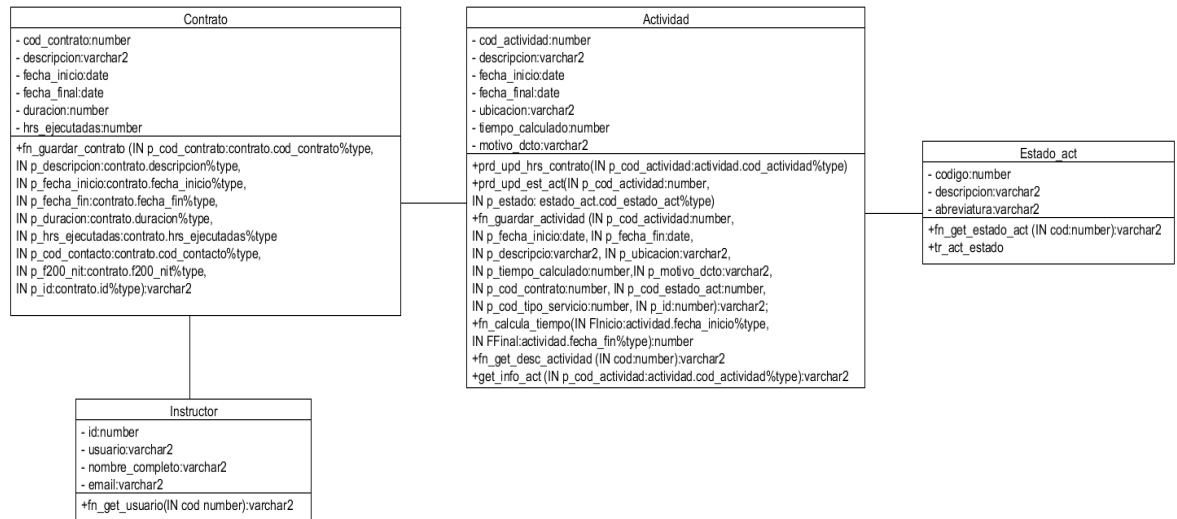 Contrato
- cod_contrato:number
- descripcion:varchar2
- fecha_inicio:date
- fecha_final:date
- duracion:number
- hrs_ejecutadas:number
+fn_guardar_contrato (IN p_cod_contrato:contrato.cod_contrato%type,
IN p_descripcion:contrato.descripcion%type,
IN p_fecha_inicio:contrato.fecha_inicio%type,
IN p_fecha_fin:contrato.fecha_fin%type,
IN p_duracion:contrato.duracion%type,
IN p_hrs_ejecutadas:contrato.hrs_ejecutadas%type
IN p_cod_contacto:contrato.cod_contacto%type,
IN p_f200_nit:contrato.f200_nit%type,
IN p_id:contrato.id%type):varchar2
Actividad
- cod_actividad:number
- descripcion:varchar2
- fecha_inicio:date
- fecha_final:date
- ubicacion:varchar2
- tiempo_calculado:number
- motivo_dcto:varchar2
+prd_upd_hrs_contrato(IN p_cod_actividad:actividad.cod_actividad%type)
+prd_upd_est_act(IN p_cod_actividad:number,
IN p_estado: estado_act.cod_estado_act%type)
+fn_guardar_actividad (IN p_cod_actividad:number,
IN p_fecha_inicio:date, IN p_fecha_fin:date,
IN p_descripcio:varchar2, IN p_ubicacion:varchar2,
IN p_tiempo_calculado:number,IN p_motivo_dcto:varchar2,
IN p_cod_contrato:number, IN p_cod_estado_act:number,
IN p_cod_tipo_servicio:number, IN p_id:number):varchar2;
+fn_calcula_tiempo(IN FInicio:actividad.fecha_inicio%type,
IN FFinal:actividad.fecha_fin%type):number
+fn_get_desc_actividad (IN cod:number):varchar2
+get_info_act (IN p_cod_actividad:actividad.cod_actividad%type):varchar2
Estado_act
- codigo:number
- descripcion:varchar2
- abreviatura:varchar2
+fn_get_estado_act (IN cod:number):varchar2
+tr_act_estado
Instructor
- id:number
- usuario:varchar2
- nombre_completo:varchar2
- email:varchar2
+fn_get_usuario(IN cod number):varchar2